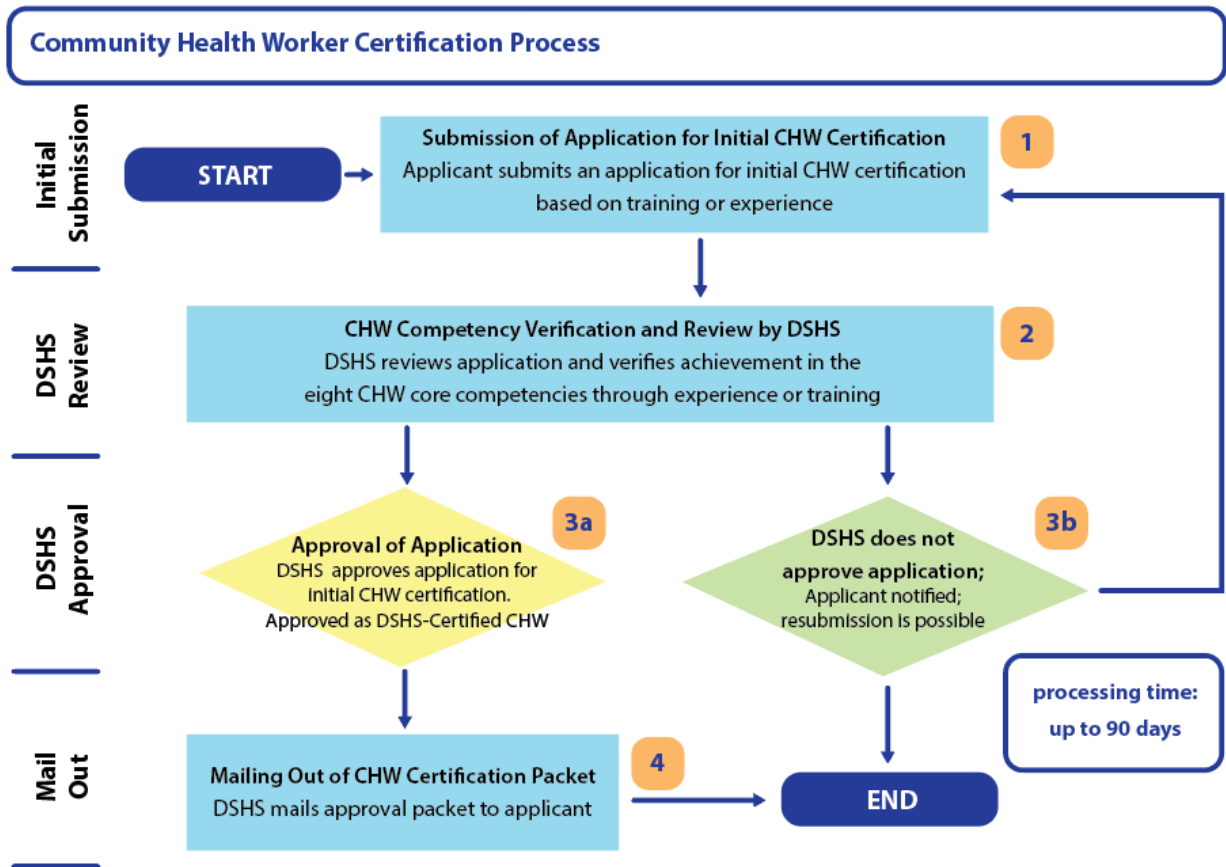 Community Health Worker Certification Process
Initial
Submission
START
Submission of Application for Initial CHW Certification
Applicant submits an application for initial CHW certification
based on training or experience
1
DSHS
Review
CHW Competency Verification and Review by DSHS
DSHS reviews application and verifies achievement in the
eight CHW core competencies through experience or training
2
DSHS
Approval
3a
Approval of Application
DSHS approves application for
initial CHW certification.
Approved as DSHS-Certified CHW
3b
DSHS does not
approve application;
Applicant notified;
resubmission is possible
processing time:
up to 90 days
Mail
Out
Mailing Out of CHW Certification Packet
DSHS mails approval packet to applicant
4
END